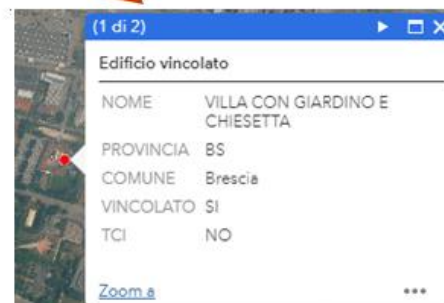 (1 di 2)
Edificio vincolato
NOME VILLA CON GIARDINO E
CHIESETTA
PROVINCIA BS
COMUNE Brescia
VINCOLATO SI
TCI NO
Zoom a